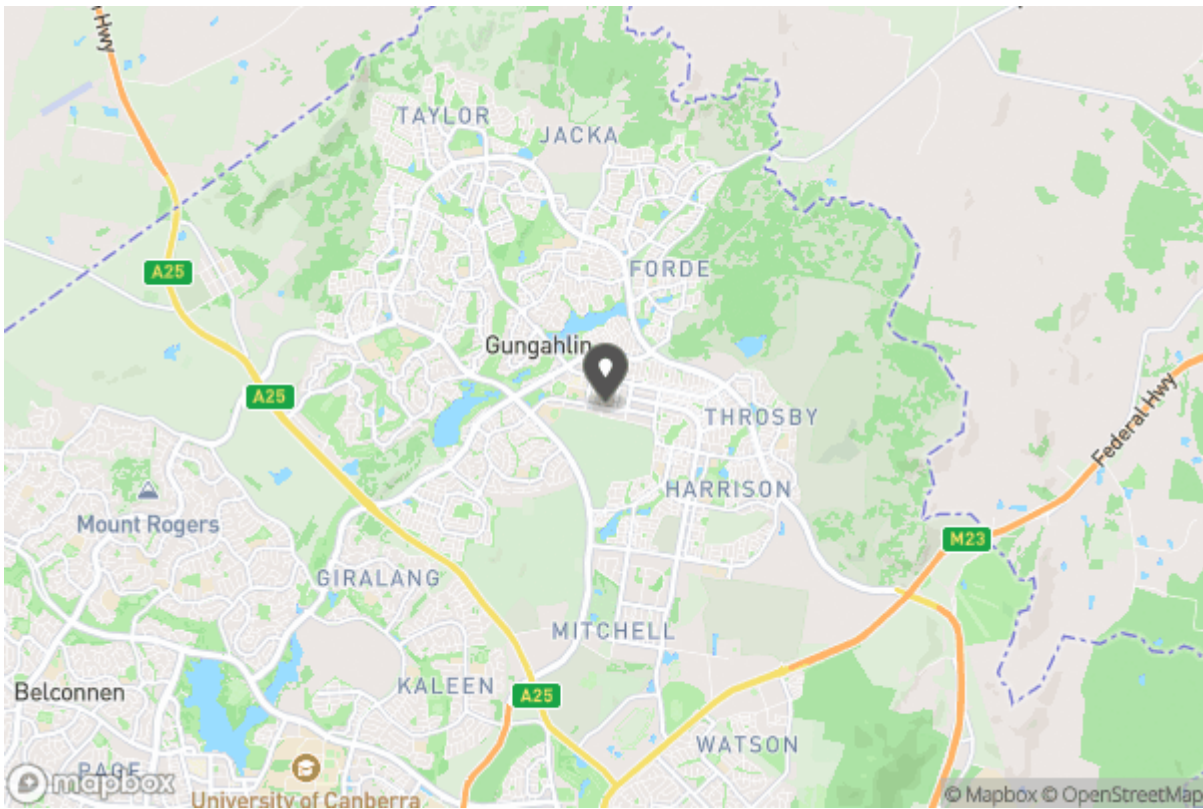 Hwy
TAYLOR
JACKA
A25
FORDE
Gungahlin
A25
THROSBY
Federal Hwy
HARRISON
Mount Rogers
M23
GIRALANG
MITCHELL
Belconnen
KALEEN
A25
WATSON
PAGE
mapbox
University of Canberra
© Mapbox © OpenStreetMap